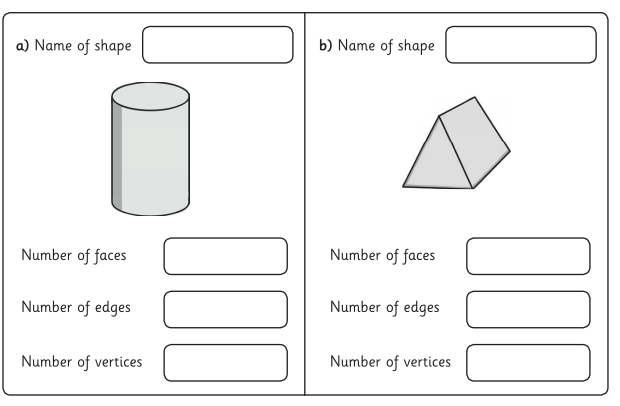 a) Name of shape
Number of faces
Number of edges
Number of vertices
b) Name of shape
Number of faces
Number of edges
Number of vertices